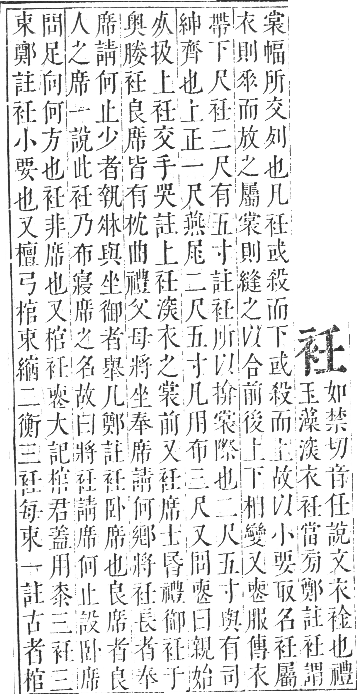 衽
如禁切音任說文衣䘳也禮
玉藻㴱衣衽當旁鄭註衽謂
裳幅所交列也凡衽或殺而下或殺而上故以小要取名衽屬
衣則垂而放之屬裳則縫之以合前後上下相變又喪服傳衣
帶下尺衽二尺有五寸註衽所以掩裳際也二尺五寸與有司
紳齊也上正一尺燕尾二尺五寸凡用布三尺又問喪曰親始
死扱上衽交手哭註上衽㴱衣之裳前又衽席士昏禮御衽于
奧媵衽良席皆有枕曲禮父母將坐奉席請何鄉將衽長者奉
席請何止少者執牀與坐御者舉几鄭註衽臥席也良席者席
人之席一說此衽乃布寢席之名故曰將衽請席何止設臥席
問足向何方也衽非席也又棺衽喪大記棺君蓋用桼三衽三
束鄭註衽小要也又檀弓棺束縮二衡三衽每束一註古者棺